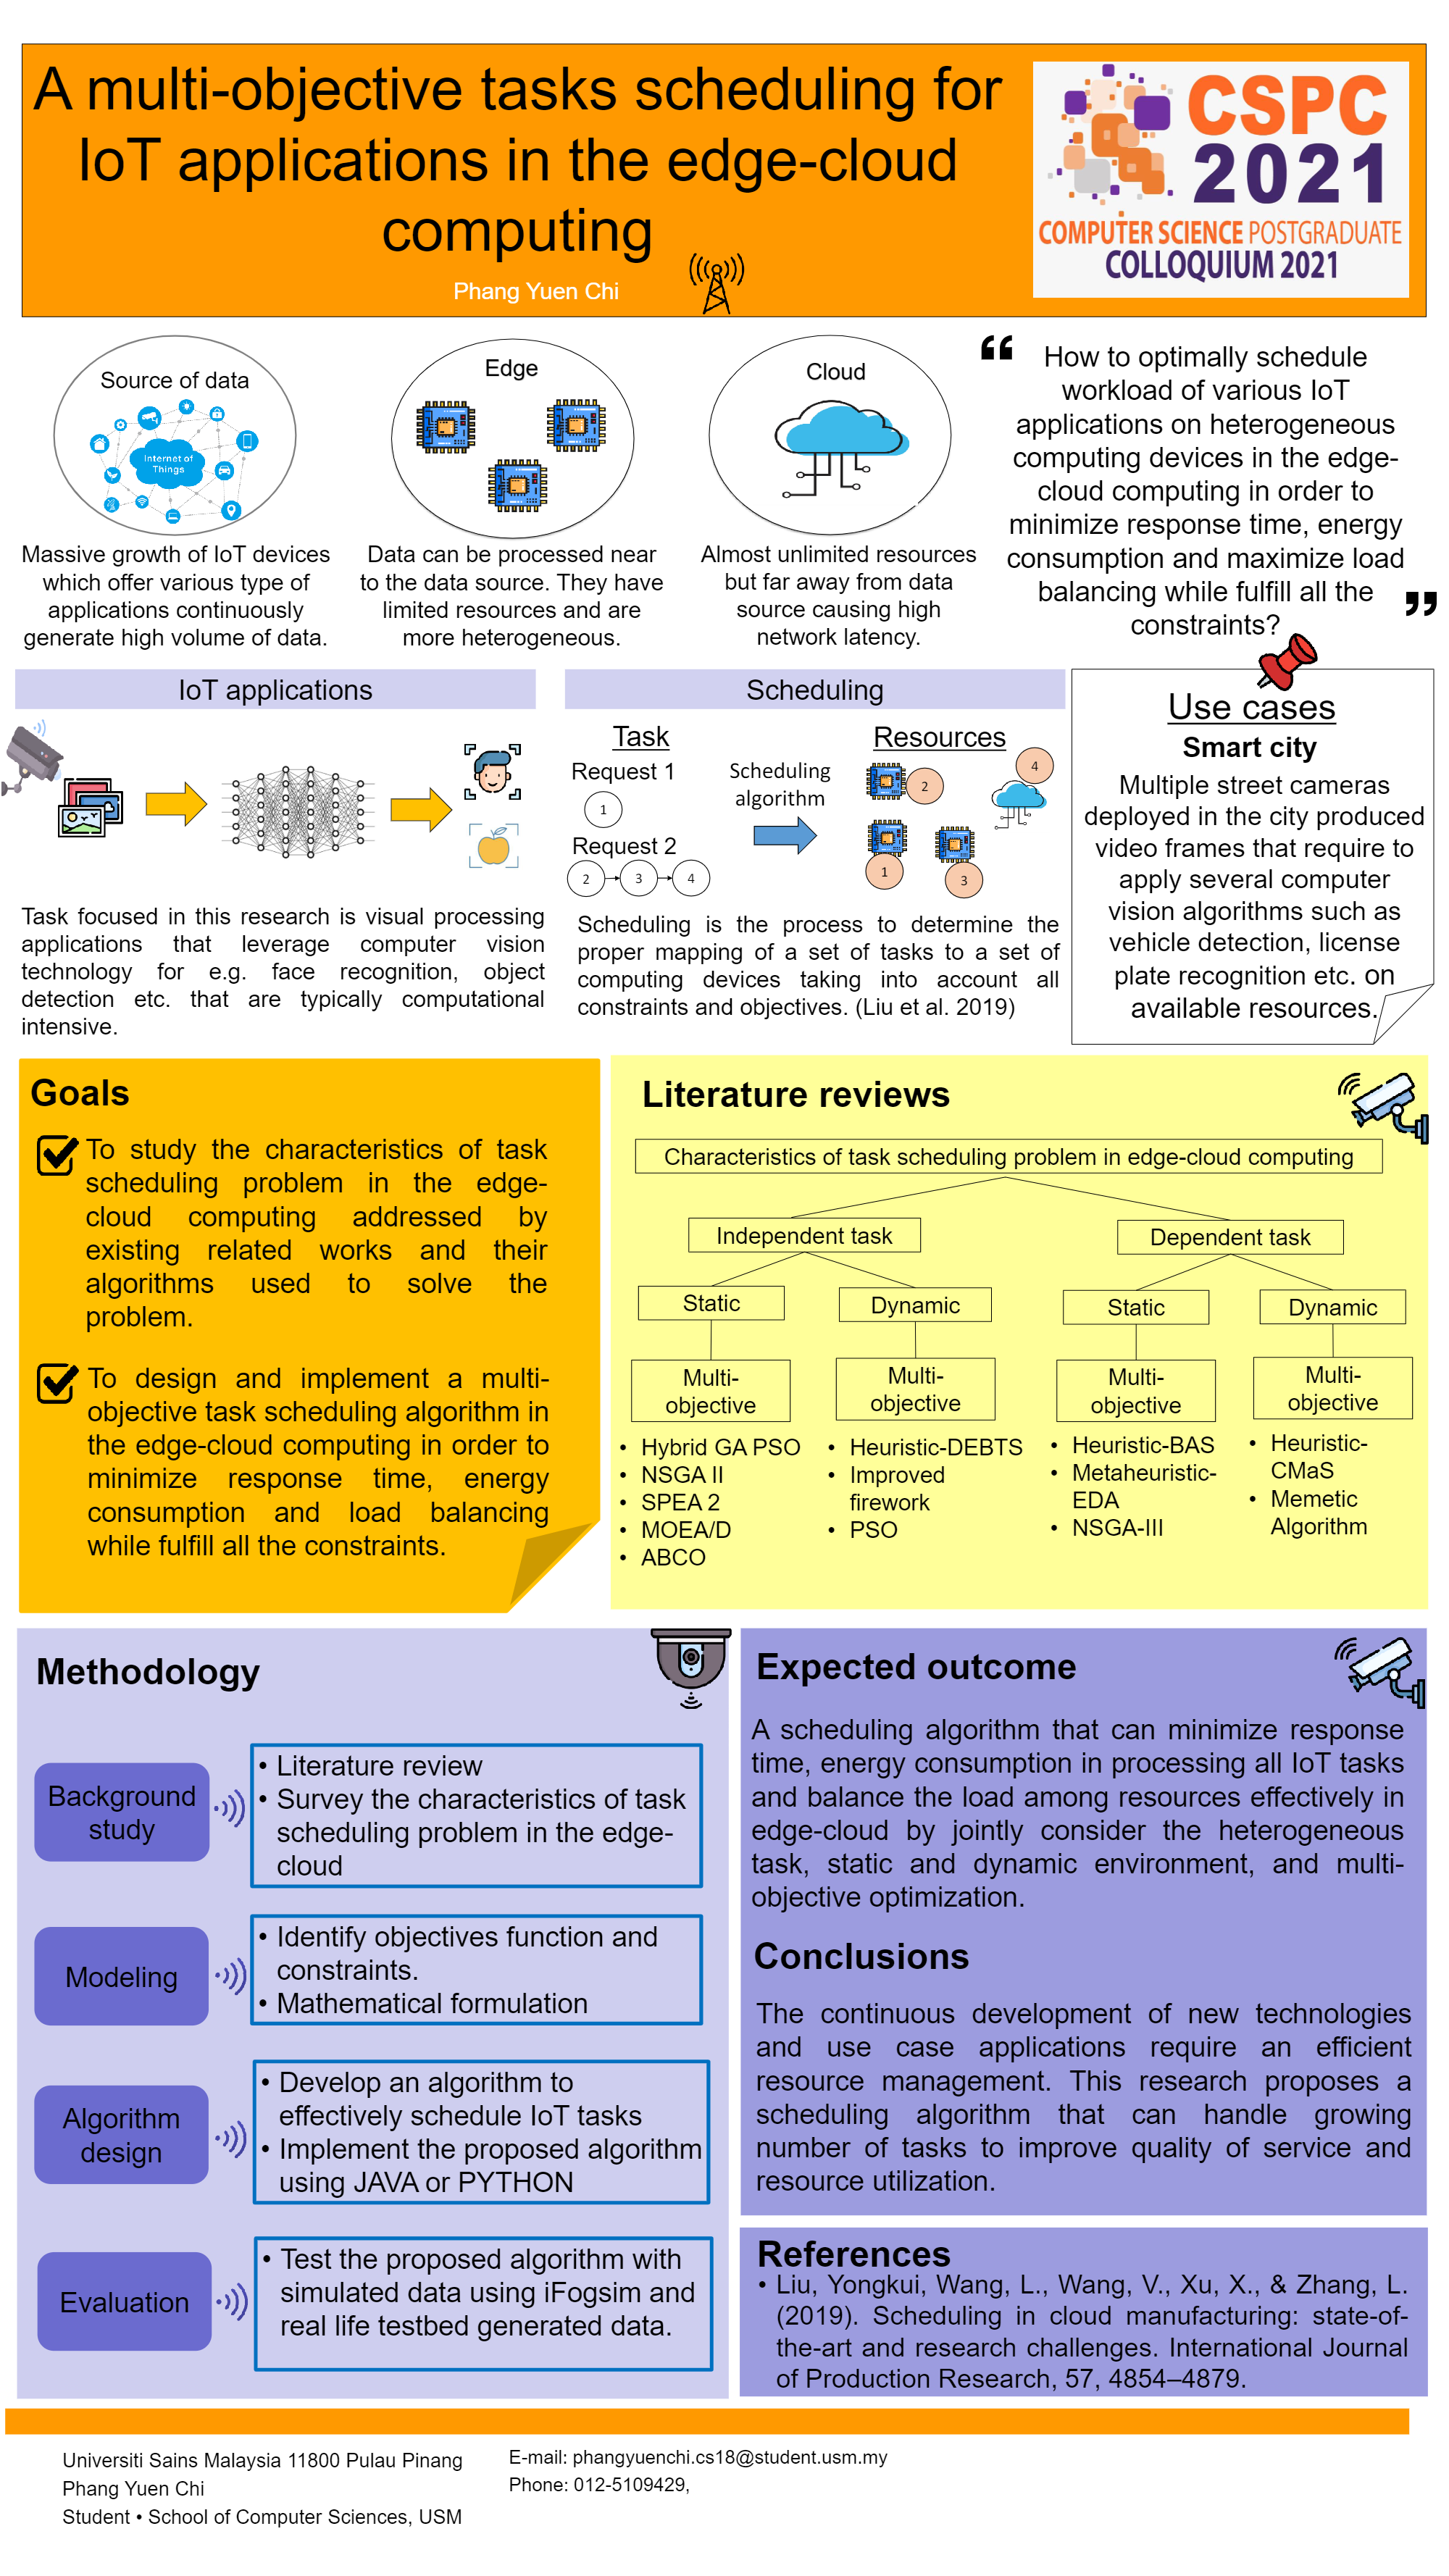 A multi-objective tasks scheduling for
IoT applications in the edge-cloud
computing
Phang Yuen Chi
CSPC
2021
COMPUTER SCIENCE POSTGRADUATE
COLLOQUIUM 2021
Source of data
Internet of
Things
Massive growth of IoT devices
which offer various type of
applications continuously
generate high volume of data.
Edge
Data can be processed near
to the data source. They have
limited resources and are
more heterogeneous.
Cloud
Almost unlimited resources
but far away from data
source causing high
network latency.
“ How to optimally schedule
workload of various IoT
applications on heterogeneous
computing devices in the edge-
cloud computing in order to
minimize response time, energy
consumption and maximize load
balancing while fulfill all the
constraints? ”
IoT applications
Task focused in this research is visual processing
applications that leverage computer vision
technology for e.g. face recognition, object
detection etc. that are typically computational
intensive.
Scheduling
Task
Request 1
1
Request 2
2 3 4
Scheduling
algorithm
Resources
2
4
1
3
Scheduling is the process to determine the
proper mapping of a set of tasks to a set of
computing devices taking into account all
constraints and objectives. (Liu et al. 2019)
Use cases
Smart city
Multiple street cameras
deployed in the city produced
video frames that require to
apply several computer
vision algorithms such as
vehicle detection, license
plate recognition etc. on
available resources.
Goals
To study the characteristics of task
scheduling problem in the edge-
cloud computing addressed by
existing related works and their
algorithms used to solve the
problem.
To design and implement a multi-
objective task scheduling algorithm in
the edge-cloud computing in order to
minimize response time, energy
consumption and load balancing
while fulfill all the constraints.
Literature reviews
Characteristics of task scheduling problem in edge-cloud computing
Independent task
Dependent task
Static
Dynamic
Static
Dynamic
Multi-
objective
Multi-
objective
Multi-
objective
Multi-
objective
• Hybrid GA PSO
• NSGA II
• SPEA 2
• MOEA/D
• ABCO
• Heuristic-DEBTS
• Improved
firework
• PSO
• Heuristic-BAS
• Metaheuristic-
EDA
• NSGA-III
• Heuristic-
CMaS
• Memetic
Algorithm
Methodology
Background
study
• Literature review
• Survey the characteristics of task
scheduling problem in the edge-
cloud
Modeling
• Identify objectives function and
constraints.
• Mathematical formulation
Algorithm
design
• Develop an algorithm to
effectively schedule IoT tasks
• Implement the proposed algorithm
using JAVA or PYTHON
Evaluation
• Test the proposed algorithm with
simulated data using iFogsim and
real life testbed generated data.
Expected outcome
A scheduling algorithm that can minimize response
time, energy consumption in processing all IoT tasks
and balance the load among resources effectively in
edge-cloud by jointly consider the heterogeneous
task, static and dynamic environment, and multi-
objective optimization.
Conclusions
The continuous development of new technologies
and use case applications require an efficient
resource management. This research proposes a
scheduling algorithm that can handle growing
number of tasks to improve quality of service and
resource utilization.
References
• Liu, Yongkui, Wang, L., Wang, V., Xu, X., & Zhang, L.
(2019). Scheduling in cloud manufacturing: state-of-
the-art and research challenges. International Journal
of Production Research, 57, 4854–4879.
Universiti Sains Malaysia 11800 Pulau Pinang
Phang Yuen Chi
Student • School of Computer Sciences, USM
E-mail: phangyuenchi.cs18@student.usm.my
Phone: 012-5109429,